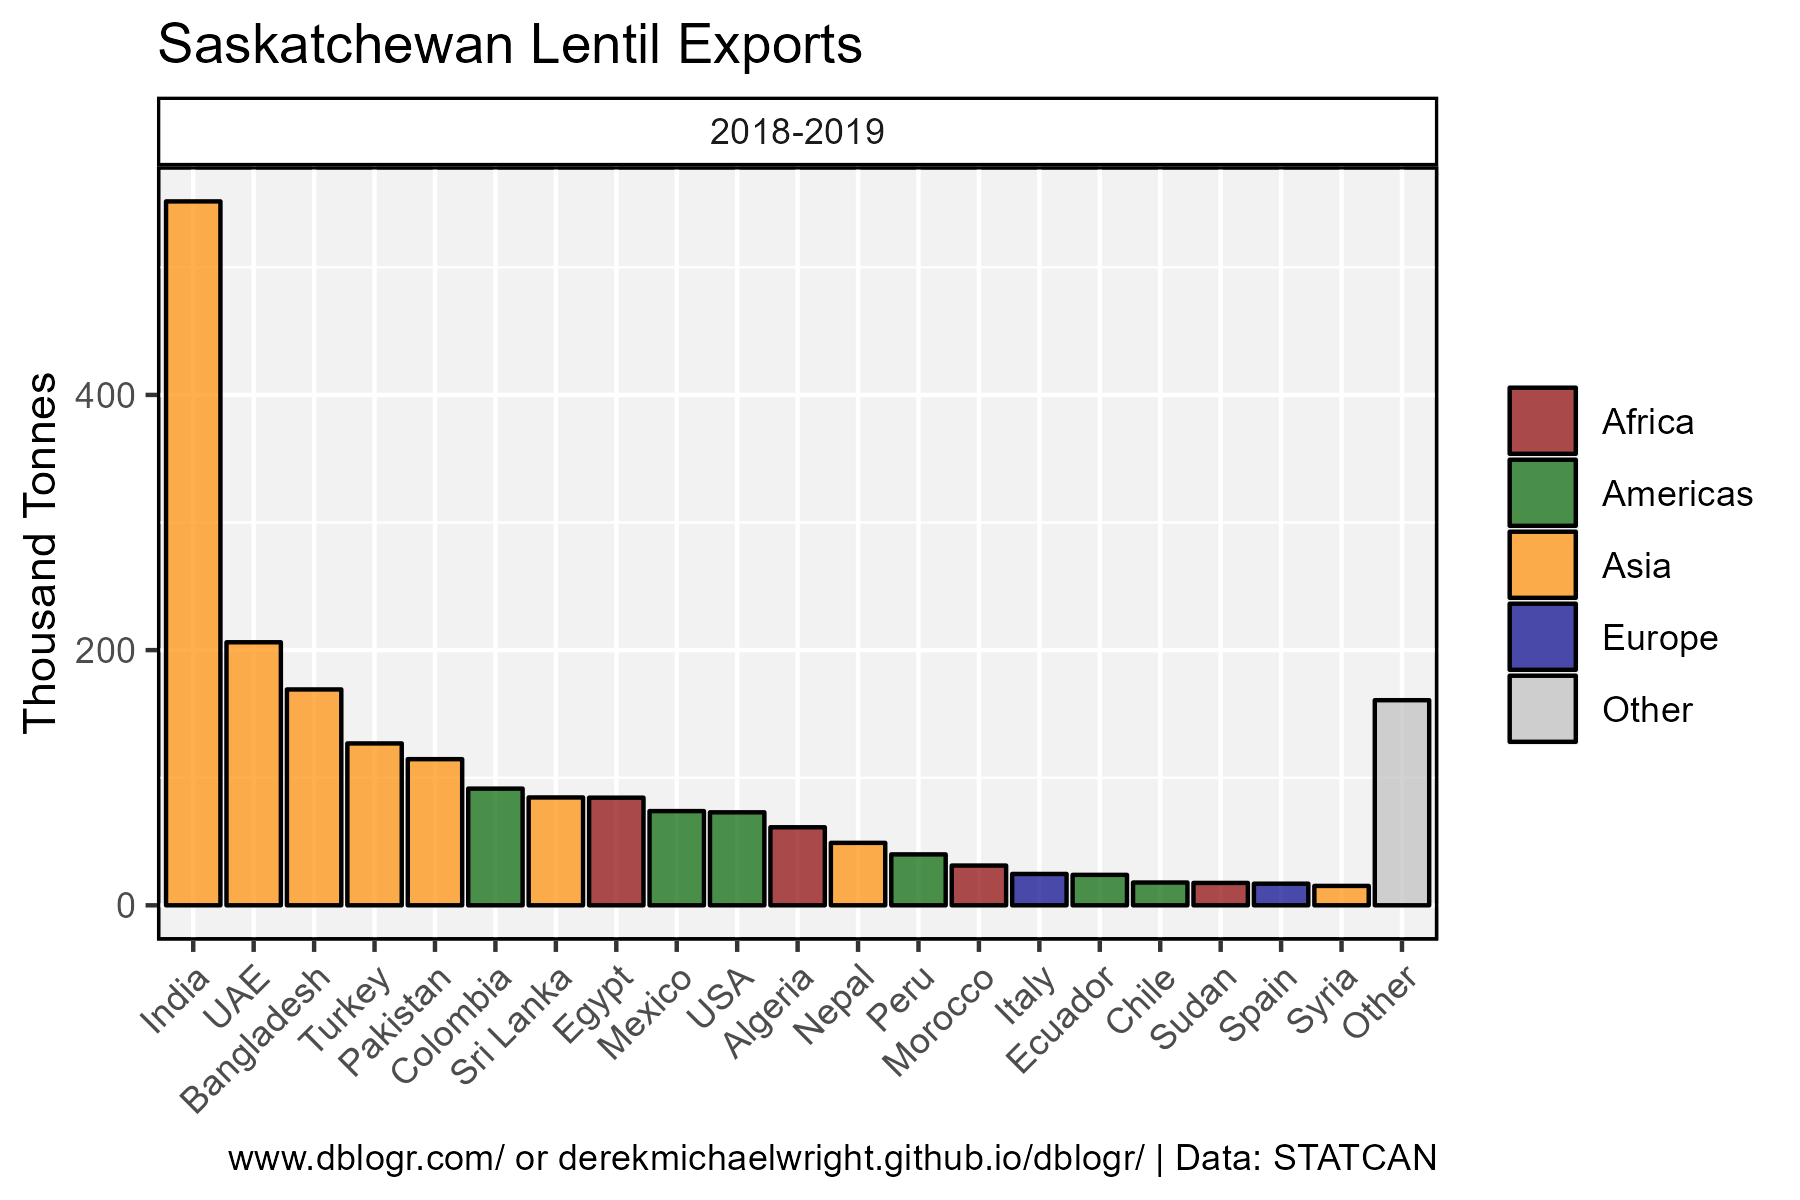 Saskatchewan Lentil Exports
2018-2019
Thousand Tonnes
400
200
0
India
UAE
Bangladesh
Turkey
Pakistan
Colombia
Sri Lanka
Egypt
Mexico
USA
Algeria
Nepal
Peru
Morocco
Italy
Ecuador
Chile
Sudan
Spain
Syria
Other
Africa
Americas
Asia
Europe
Other
www.dblogr.com/ or derekmichaelwright.github.io/dblogr/ | Data: STATCAN